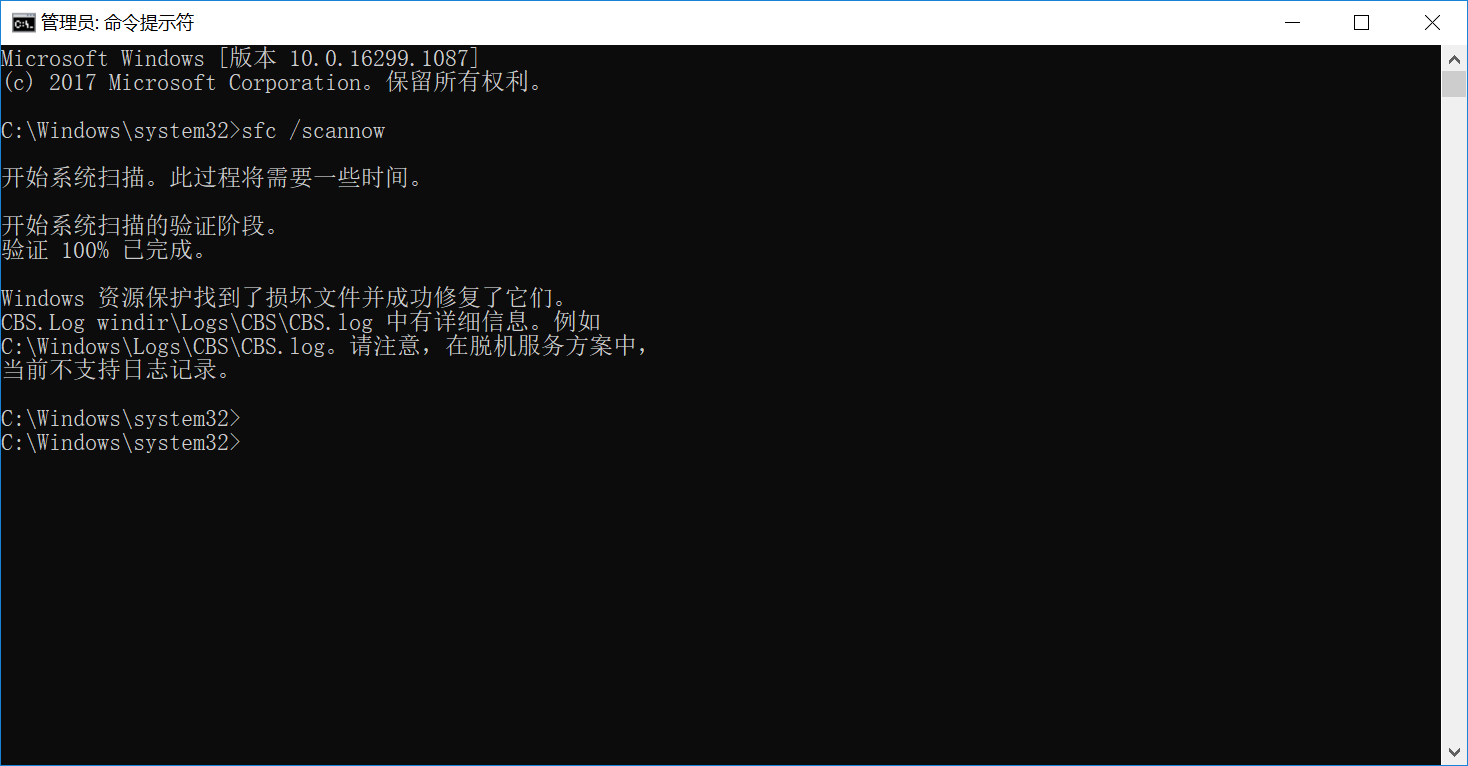 管理员: 命令提示符
Microsoft Windows [版本 10.0.16299.1087]
(c) 2017 Microsoft Corporation。保留所有权利。
C:\Windows\system32>sfc /scannow
开始系统扫描。此过程将需要一些时间。
开始系统扫描的验证阶段。
验证 100% 已完成。
Windows 资源保护找到了损坏文件并成功修复了它们。
CBS.Log windir\Logs\CBS\CBS.log 中有详细信息。例如
C:\Windows\Logs\CBS\CBS.log。请注意，在脱机服务方案中，
当前不支持日志记录。
C:\Windows\system32>
C:\Windows\system32>